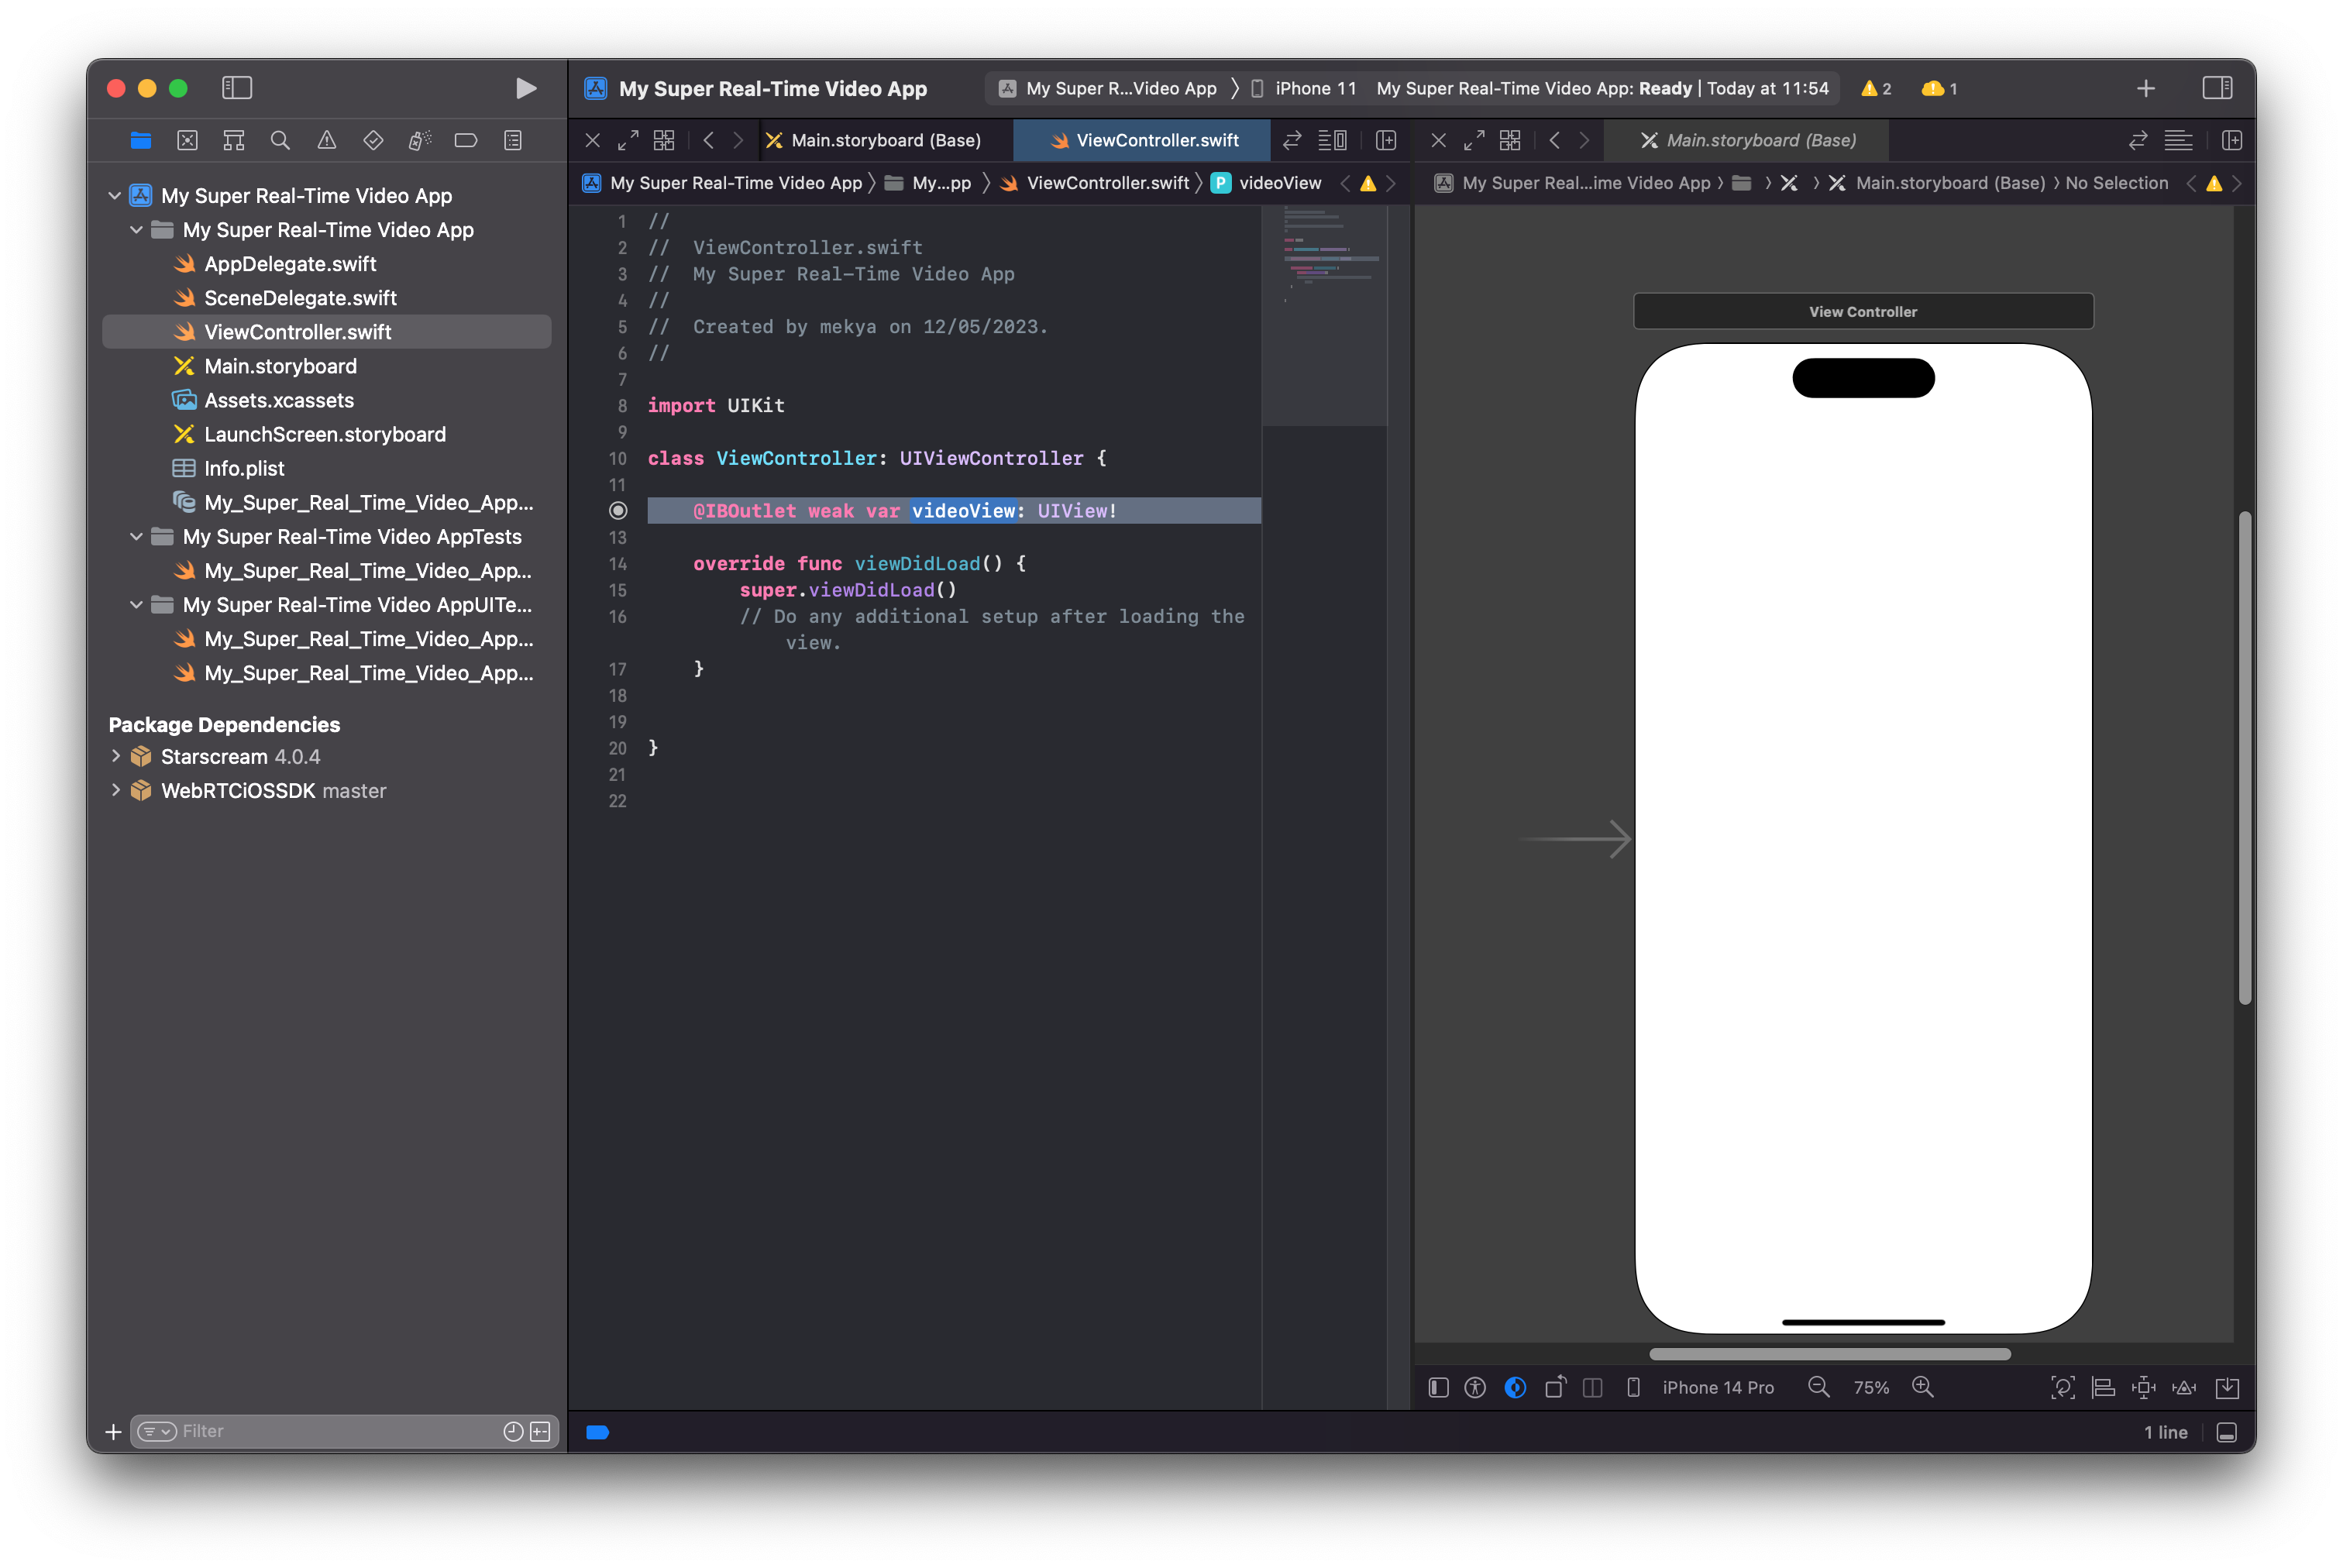 My Super Real-Time Video App
My Super R...Video App
iPhone 11
My Super Real-Time Video App: Ready | Today at 11:54
2
1
Main.storyboard (Base)
ViewController.swift
Main.storyboard (Base)
My Super Real-Time Video App
My...pp
ViewController.swift
P videoView
My Super Real...ime Video App
Main.storyboard (Base)
No Selection
My Super Real-Time Video App
My Super Real-Time Video App
AppDelegate.swift
SceneDelegate.swift
ViewController.swift
Main.storyboard
Assets.xcassets
LaunchScreen.storyboard
Info.plist
My_Super_Real_Time_Video_App...
My Super Real-Time Video AppTests
My_Super_Real_Time_Video_App...
My Super Real-Time Video AppUITe...
My_Super_Real_Time_Video_App...
My_Super_Real_Time_Video_App...
Package Dependencies
Starscream 4.0.4
WebRTCiOSSDK master
Filter
1 //
2 //  ViewController.swift
3 //  My Super Real-Time Video App
4 //
5 //  Created by mekya on 12/05/2023.
6 //
7
8 import UIKit
9
10 class ViewController: UIViewController {
11
@IBOutlet weak var videoView: UIView!
13
14 override func viewDidLoad() {
15 super.viewDidLoad()
16 // Do any additional setup after loading the
view.
17 }
18
19
20 }
21
22
View Controller
iPhone 14 Pro
75%
1 line